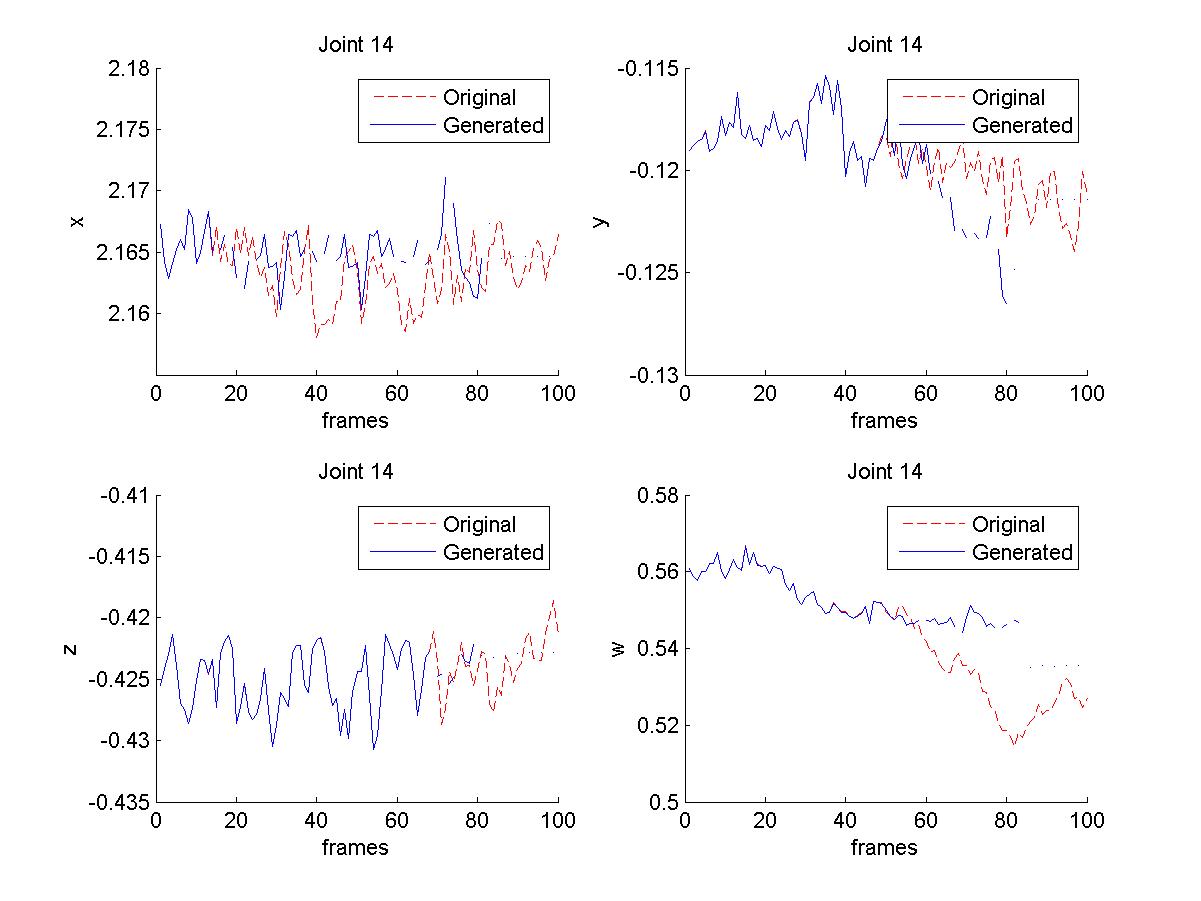 Joint 14
2.18
2.175
2.17
2.165
2.16
x
0
20
40
60
80
100
frames
Original
Generated
Joint 14
-0.115
-0.12
-0.125
-0.13
y
0
20
40
60
80
100
frames
Original
Generated
Joint 14
-0.41
-0.415
-0.42
-0.425
-0.43
-0.435
z
0
20
40
60
80
100
frames
Original
Generated
Joint 14
0.58
0.56
0.54
0.52
0.5
w
0
20
40
60
80
100
frames
Original
Generated